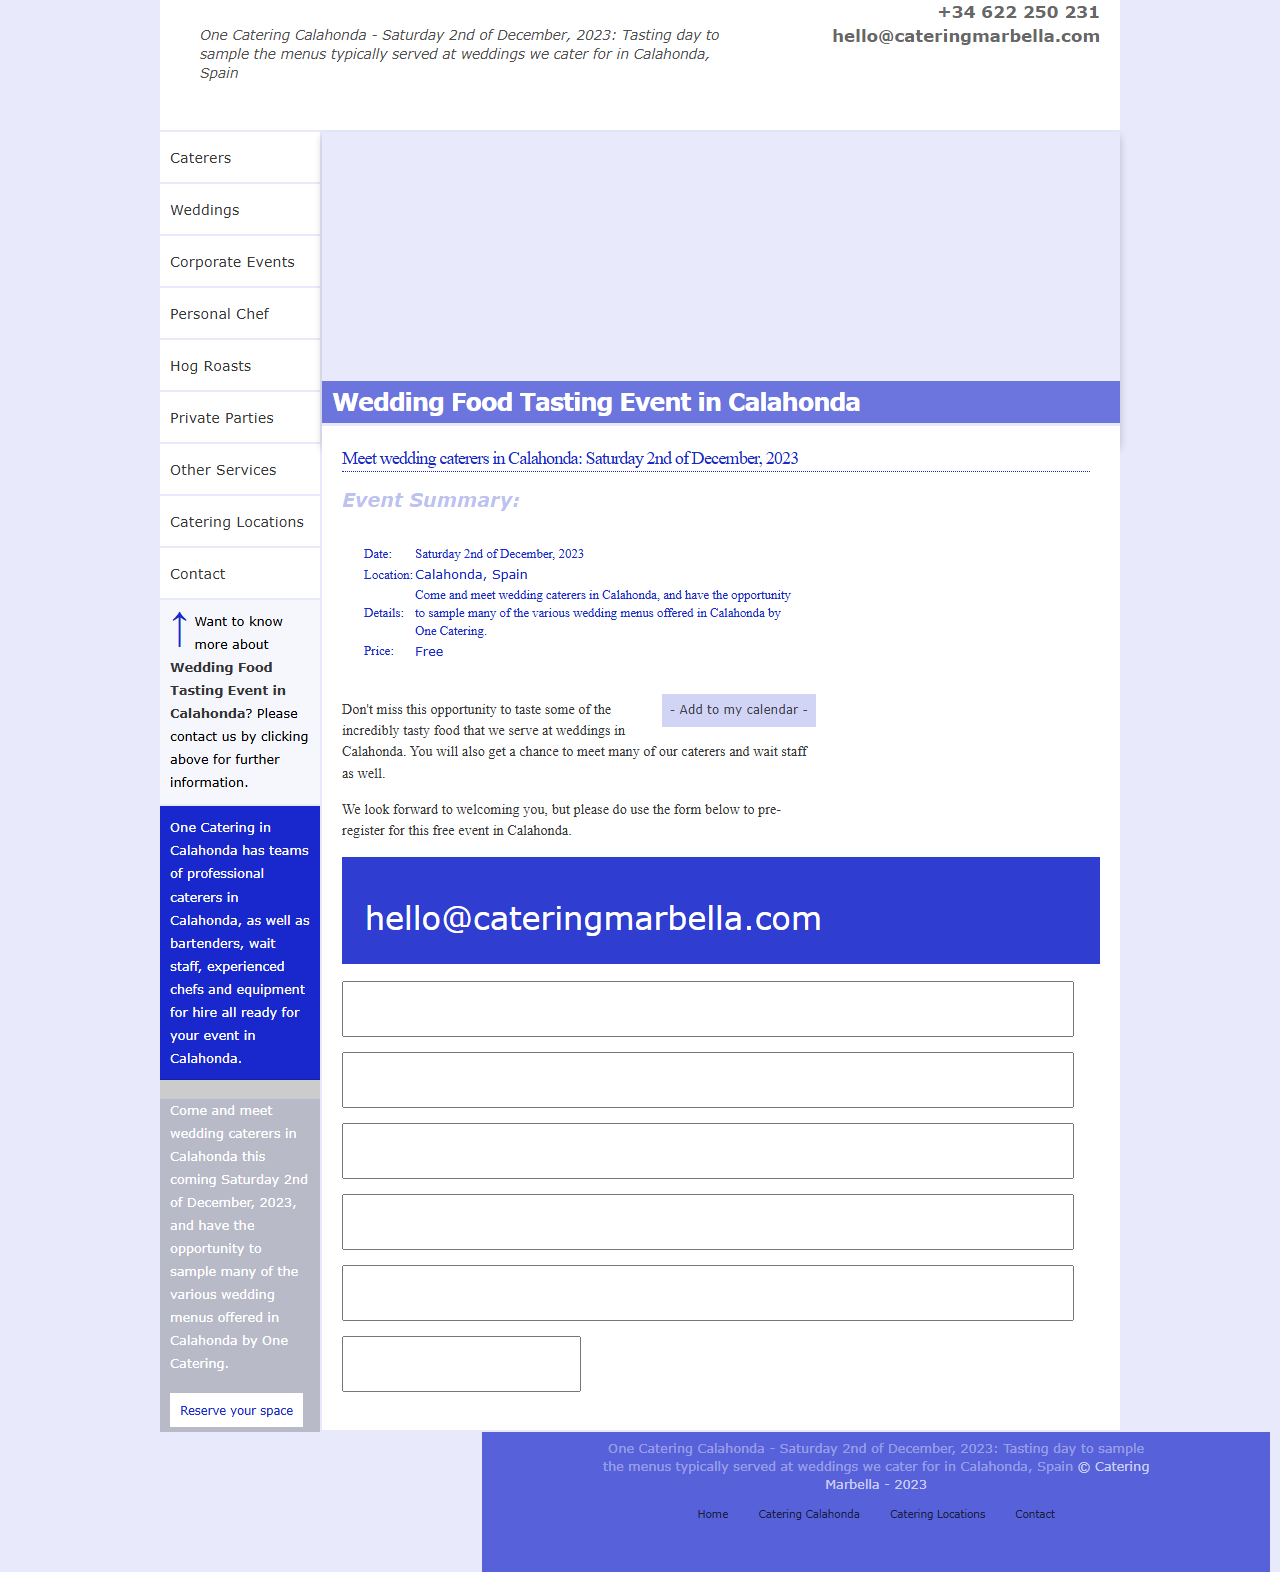 +34 622 250 231
hello@cateringmarbella.com
One Catering Calahonda - Saturday 2nd of December, 2023: Tasting day to
sample the menus typically served at weddings we cater for in Calahonda,
Spain
Caterers
Weddings
Corporate Events
Personal Chef
Hog Roasts
Private Parties
Other Services
Catering Locations
Contact
↑ Want to know
more about
Wedding Food
Tasting Event in
Calahonda? Please
contact us by clicking
above for further
information.
One Catering in
Calahonda has teams
of professional
caterers in
Calahonda, as well as
bartenders, wait
staff, experienced
chefs and equipment
for hire all ready for
your event in
Calahonda.
Come and meet
wedding caterers in
Calahonda this
coming Saturday 2nd
of December, 2023,
and have the
opportunity to
sample many of the
various wedding
menus offered in
Calahonda by One
Catering.
Reserve your space
Wedding Food Tasting Event in Calahonda
Meet wedding caterers in Calahonda: Saturday 2nd of December, 2023
Event Summary:
Date: Saturday 2nd of December, 2023
Location: Calahonda, Spain
Come and meet wedding caterers in Calahonda, and have the opportunity
Details: to sample many of the various wedding menus offered in Calahonda by
One Catering.
Price: Free
- Add to my calendar -
Don't miss this opportunity to taste some of the
incredibly tasty food that we serve at weddings in
Calahonda. You will also get a chance to meet many of our caterers and wait staff
as well.
We look forward to welcoming you, but please do use the form below to pre-
register for this free event in Calahonda.
hello@cateringmarbella.com
One Catering Calahonda - Saturday 2nd of December, 2023: Tasting day to sample
the menus typically served at weddings we cater for in Calahonda, Spain © Catering
Marbella - 2023
Home Catering Calahonda Catering Locations Contact